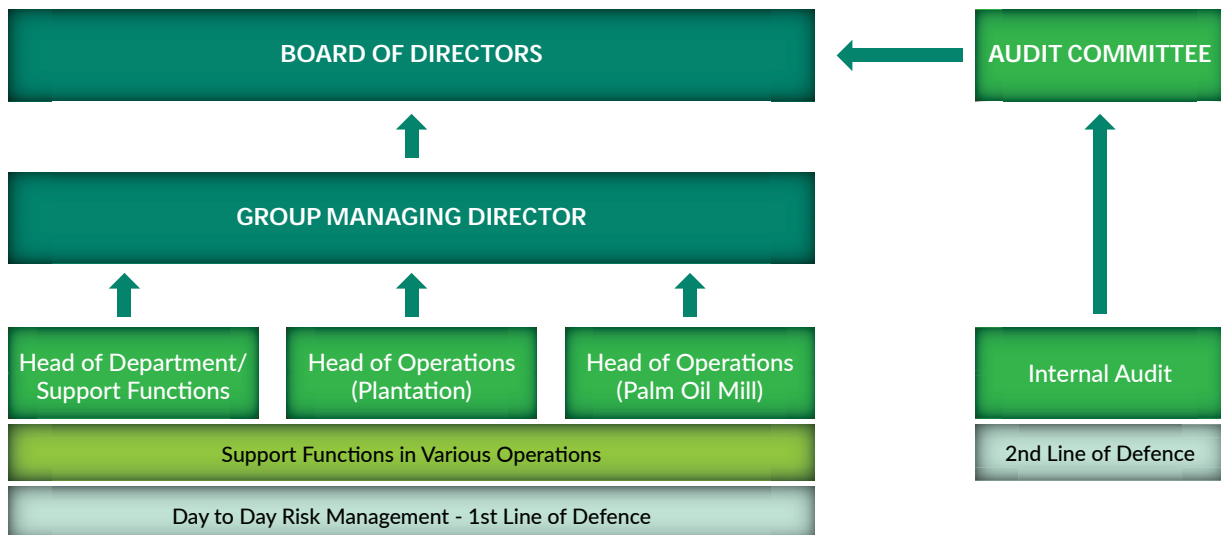 BOARD OF DIRECTORS
AUDIT COMMITTEE
GROUP MANAGING DIRECTOR
Head of Department/
Support Functions
Head of Operations
(Plantation)
Head of Operations
(Palm Oil Mill)
Internal Audit
Support Functions in Various Operations
2nd Line of Defence
Day to Day Risk Management - 1st Line of Defence